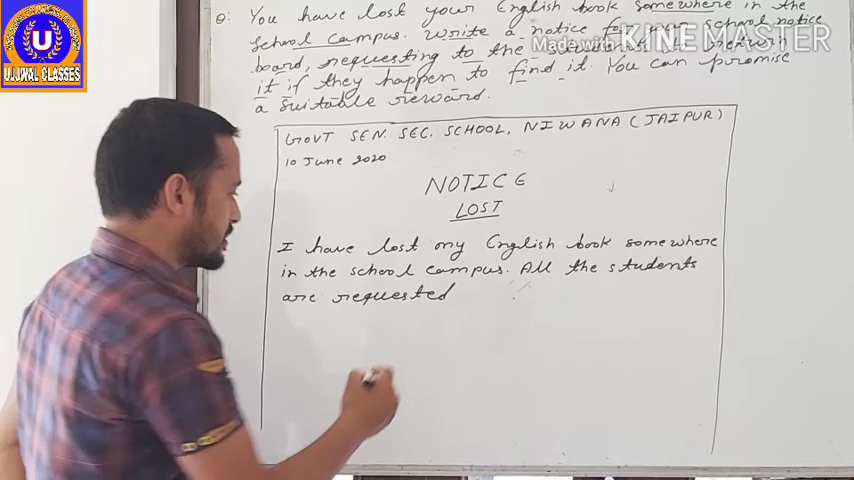 UJJWAL CLASSES
Q: You have lost your English book somewhere in the
school campus. write a notice for your school notice
board, requesting to the students to return
it if they happen to find it. You can promise
a suitable reward.
Made with KINEMASTER
GOVT SEN. SEC. SCHOOL, NIWANA (JAIPUR)
10 June 2020
NOTICE
LOST
I have lost my English book somewhere
in the school campus. All the students
are requested